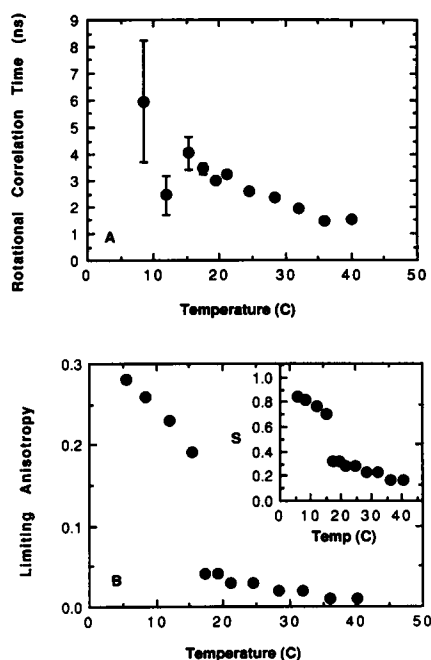 Rotational Correlation Time (ns)
9
8
7
6
5
4
3
2
1
0
A
0 10 20 30 40 50
Temperature (C)
Limiting Anisotropy
0.3
0.2
0.1
0.0
B
0 10 20 30 40 50
Temperature (C)
S
1.0
0.8
0.6
0.4
0.2
0.0
0 10 20 30 40
Temp (C)